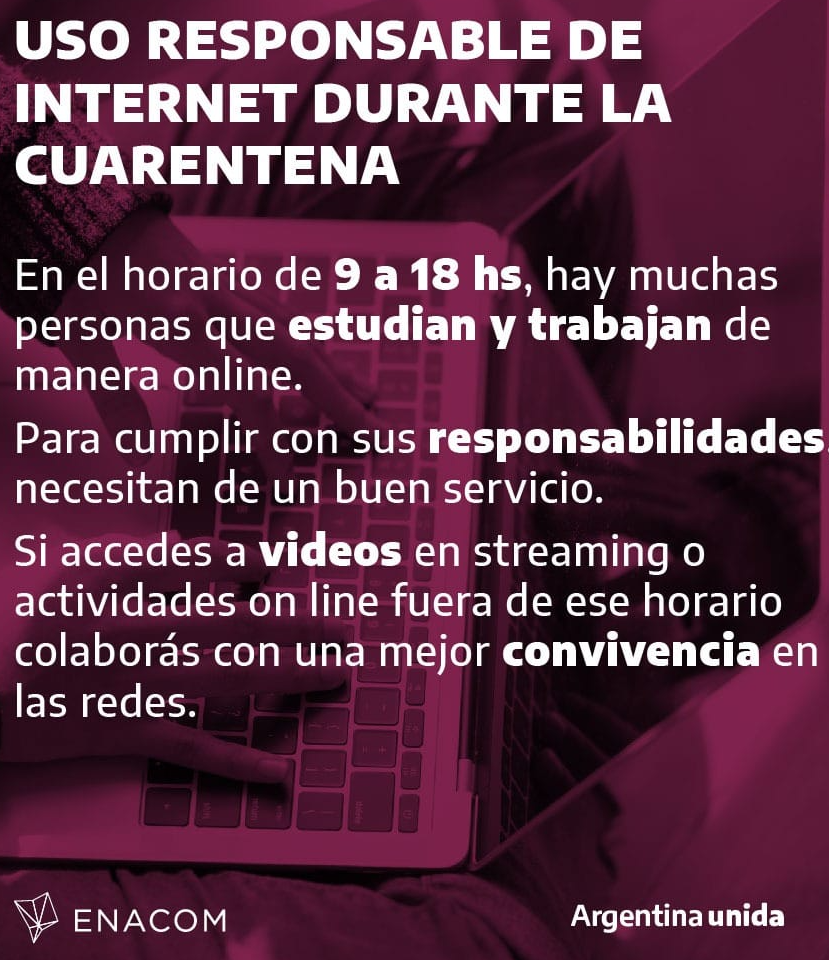 USO RESPONSABLE DE
INTERNET DURANTE LA
CUARENTENA
En el horario de 9 a 18 hs, hay muchas
personas que estudian y trabajan de
manera online.
Para cumplir con sus responsabilidades,
necesitan de un buen servicio.
Si accedes a videos en streaming o
actividades on line fuera de ese horario
colaborás con una mejor convivencia en
las redes.
ENACOM
Argentina unida